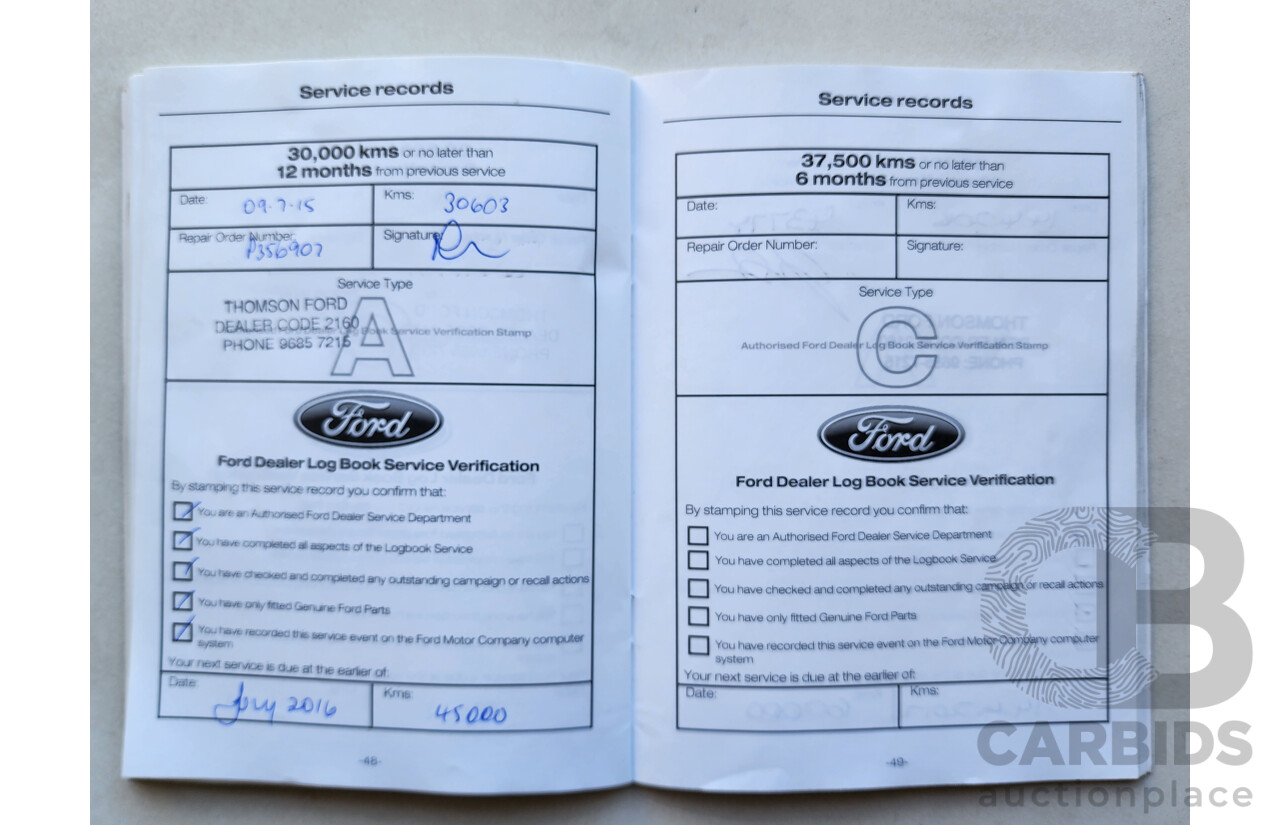 Service records
30,000 kms or no later than
12 months from previous service
Date: 09-7-15
Kms: 30603
Repair Order Number: P356907
Signature:
Service Type
A
THOMSON FORD
DEALER CODE 2160
PHONE 9685 7215
Log Book Service Verification Stamp
Ford
Ford Dealer Log Book Service Verification
By stamping this service record you confirm that:
You are an Authorised Ford Dealer Service Department
You have completed all aspects of the Logbook Service
You have checked and completed any outstanding campaign or recall actions
You have only fitted Genuine Ford Parts
You have recorded this service event on the Ford Motor Company computer
system
Your next service is due at the earlier of:
Date: July 2016
Kms: 45000
-48-
Service records
37,500 kms or no later than
6 months from previous service
Date:
Kms:
Repair Order Number:
Signature:
Service Type
C
Authorised Ford Dealer Log Book Service Verification Stamp
Ford
Ford Dealer Log Book Service Verification
By stamping this service record you confirm that:
You are an Authorised Ford Dealer Service Department
You have completed all aspects of the Logbook Service
You have checked and completed any outstanding campaign or recall actions
You have only fitted Genuine Ford Parts
You have recorded this service event on the Ford Motor Company computer
system
Your next service is due at the earlier of:
Date:
Kms:
-49-
CB
CARBIDS
auctionplace